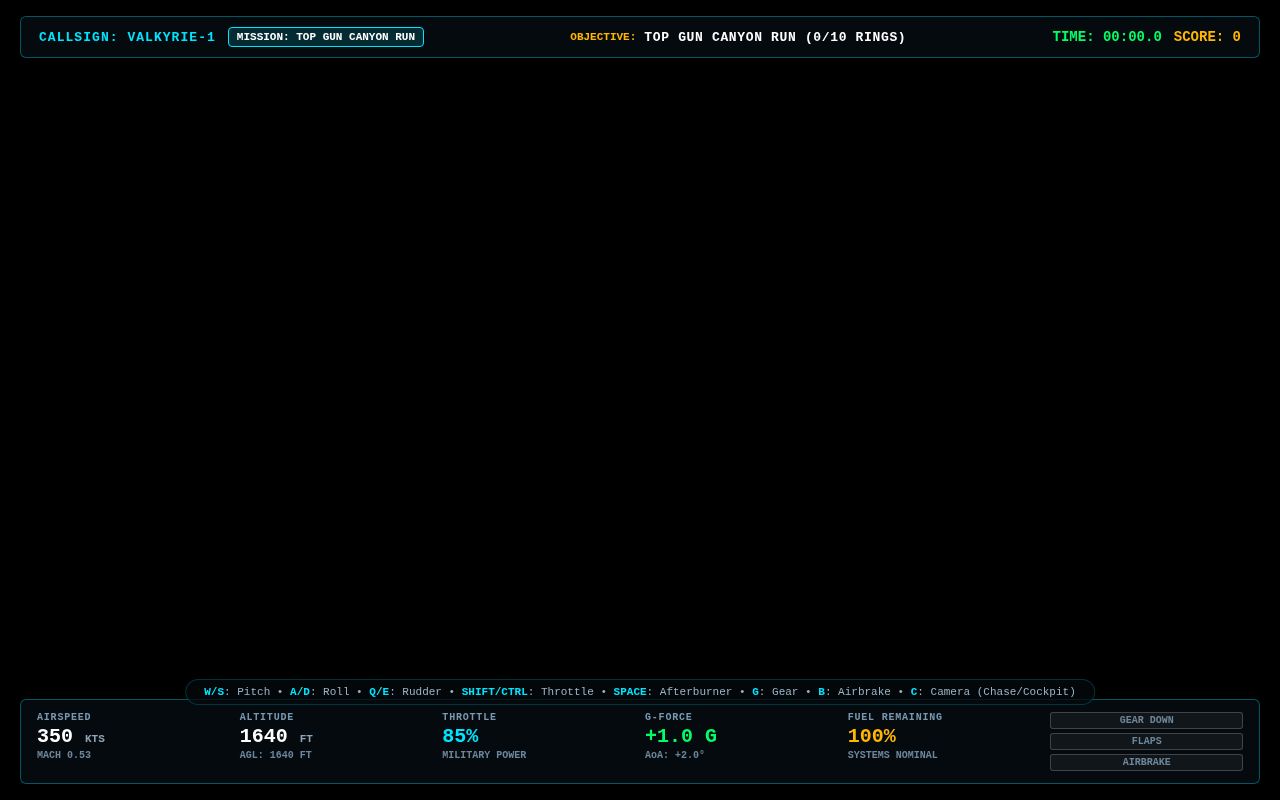 CALLSIGN: VALKYRIE-1
MISSION: TOP GUN CANYON RUN
OBJECTIVE: TOP GUN CANYON RUN (0/10 RINGS)
TIME: 00:00.0 SCORE: 0
W/S: Pitch • A/D: Roll • Q/E: Rudder • SHIFT/CTRL: Throttle • SPACE: Afterburner • G: Gear • B: Airbrake • C: Camera (Chase/Cockpit)
AIRSPEED
350 KTS
MACH 0.53
ALTITUDE
1640 FT
AGL: 1640 FT
THROTTLE
85%
MILITARY POWER
G-FORCE
+1.0 G
AoA: +2.0°
FUEL REMAINING
100%
SYSTEMS NOMINAL
GEAR DOWN
FLAPS
AIRBRAKE